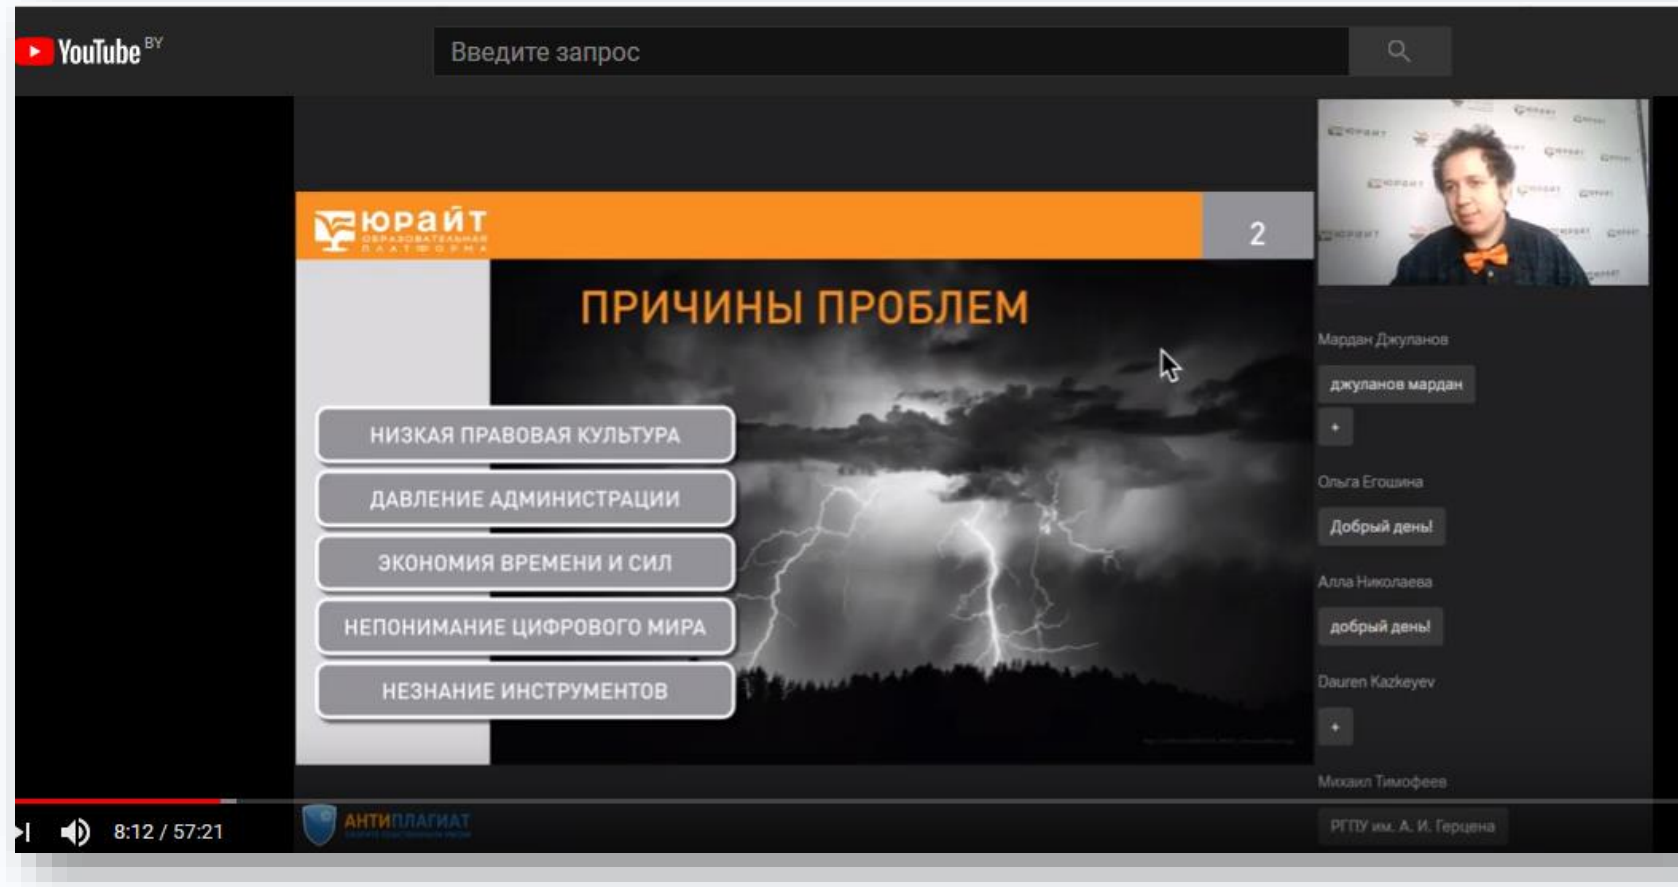 YouTube BY
Введите запрос
ЮРАЙТ
ОБРАЗОВАТЕЛЬНАЯ
ПЛАТФОРМА
2
ПРИЧИНЫ ПРОБЛЕМ
НИЗКАЯ ПРАВОВАЯ КУЛЬТУРА
ДАВЛЕНИЕ АДМИНИСТРАЦИИ
ЭКОНОМИЯ ВРЕМЕНИ И СИЛ
НЕПОНИМАНИЕ ЦИФРОВОГО МИРА
НЕЗНАНИЕ ИНСТРУМЕНТОВ
ЮРАЙТ
Мардан Джуланов
джуланов мардан
+
Ольга Егошина
Добрый день!
Алла Николаева
добрый день!
Dauren Kazkeyev
+
Михаил Тимофеев
РГПУ им. А. И. Герцена
АНТИПЛАГИАТ
8:12 / 57:21